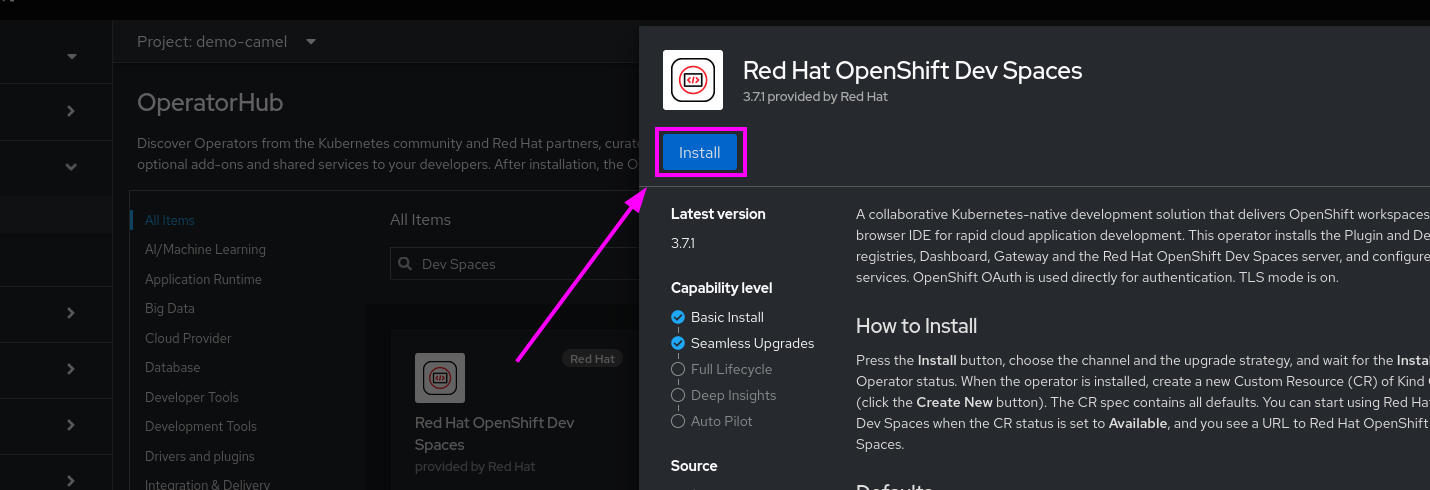 Project: demo-camel
OperatorHub
Discover Operators from the Kubernetes community and Red Hat partners, curate
optional add-ons and shared services to your developers. After installation, the O
All Items
AI/Machine Learning
Application Runtime
Big Data
Cloud Provider
Database
Developer Tools
Development Tools
Drivers and plugins
Integration & Delivery
All Items
Dev Spaces
Red Hat
Red Hat OpenShift Dev
Spaces
provided by Red Hat
Red Hat OpenShift Dev Spaces
3.7.1 provided by Red Hat
Install
Latest version
3.7.1
Capability level
Basic Install
Seamless Upgrades
Full Lifecycle
Deep Insights
Auto Pilot
Source
A collaborative Kubernetes-native development solution that delivers OpenShift workspaces
browser IDE for rapid cloud application development. This operator installs the Plugin and De
registries, Dashboard, Gateway and the Red Hat OpenShift Dev Spaces server, and configure
services. OpenShift OAuth is used directly for authentication. TLS mode is on.
How to Install
Press the Install button, choose the channel and the upgrade strategy, and wait for the Insta
Operator status. When the operator is installed, create a new Custom Resource (CR) of Kind
(click the Create New button). The CR spec contains all defaults. You can start using Red Ha
Dev Spaces when the CR status is set to Available, and you see a URL to Red Hat OpenShift
Spaces.
Defaults